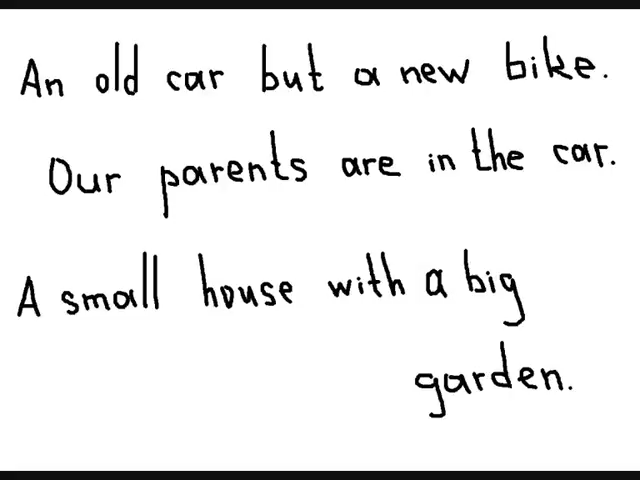 An old car but a new bike.
Our parents are in the car.
A small house with a big
garden.